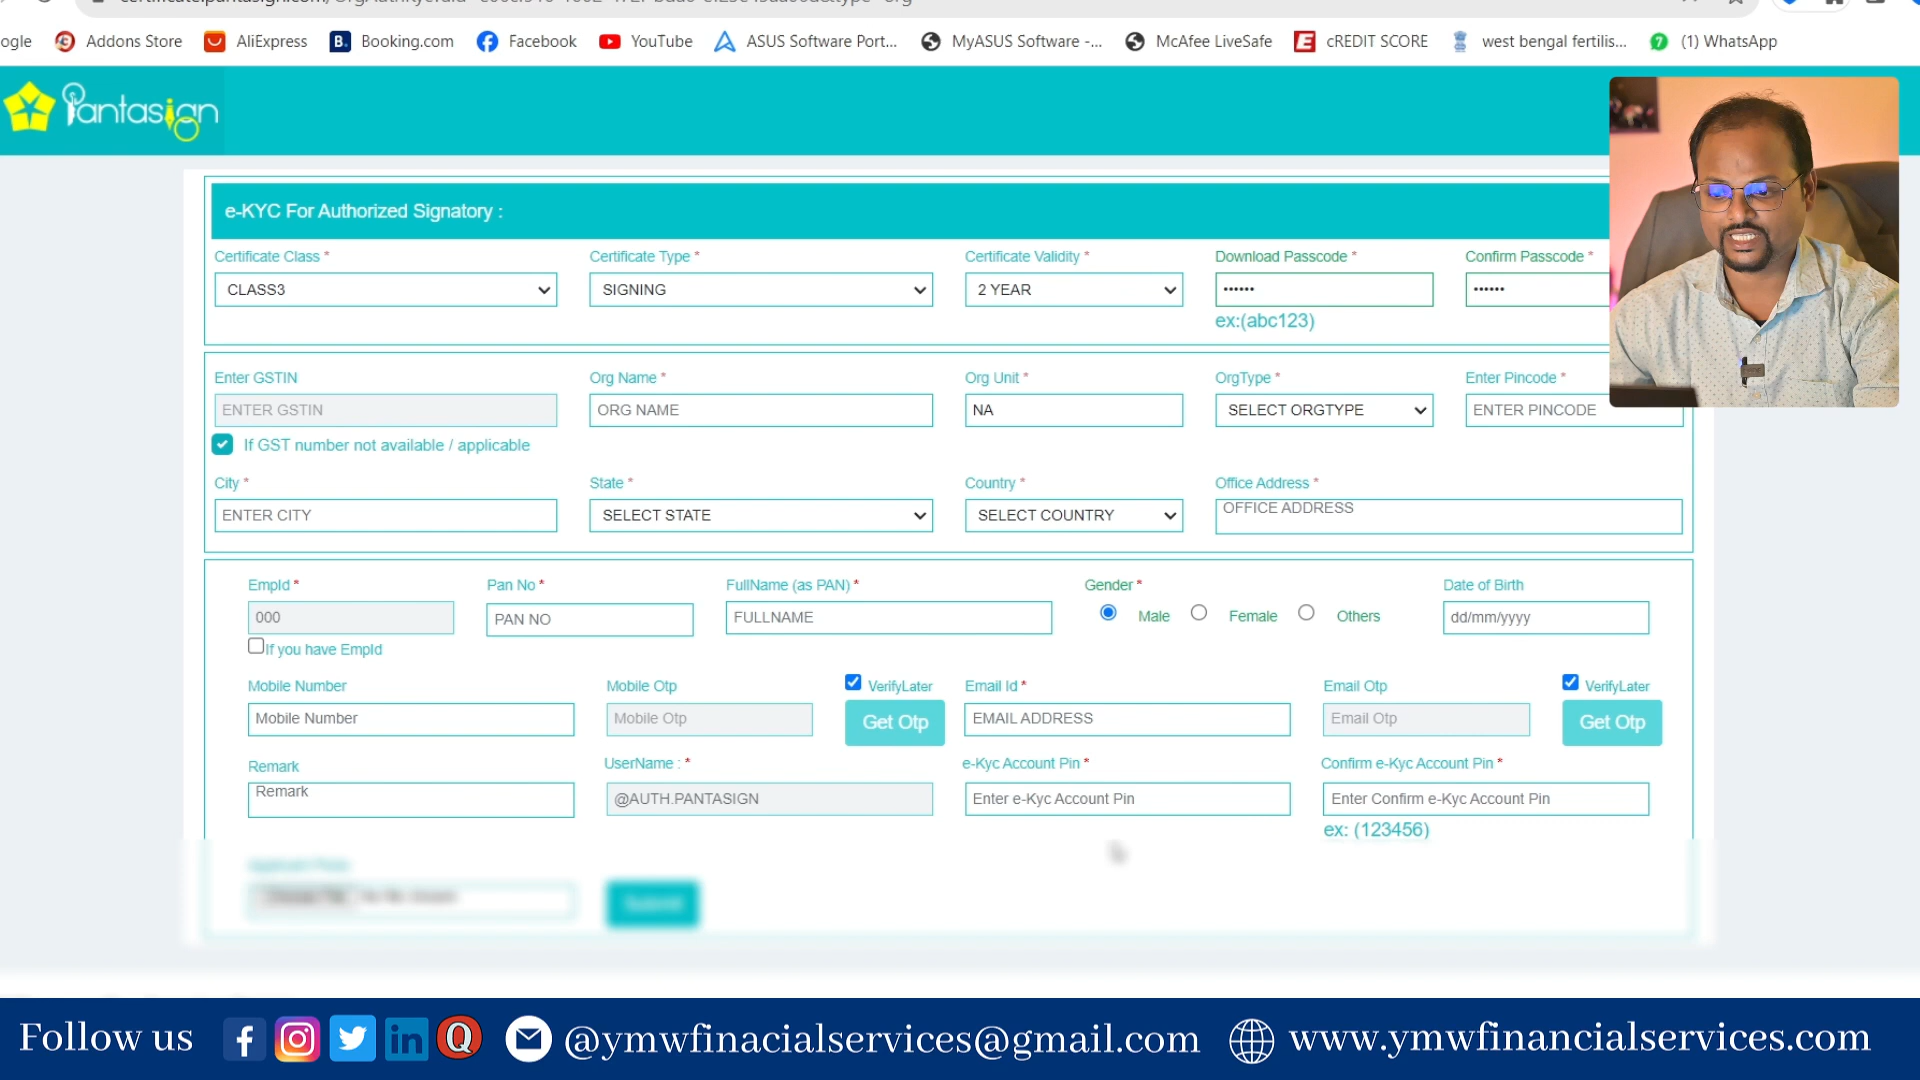 ogle Addons Store AliExpress B. Booking.com Facebook YouTube ASUS Software Port... MyASUS Software -... McAfee LiveSafe cREDIT SCORE west bengal fertilis... (1) WhatsApp
Pantasign
e-KYC For Authorized Signatory :
Certificate Class * Certificate Type * Certificate Validity * Download Passcode * Confirm Passcode *
CLASS3 SIGNING 2 YEAR •••••• ••••••
ex:(abc123)
Enter GSTIN Org Name * Org Unit * OrgType * Enter Pincode *
ENTER GSTIN ORG NAME NA SELECT ORGTYPE ENTER PINCODE
If GST number not available / applicable
City * State * Country * Office Address *
ENTER CITY SELECT STATE SELECT COUNTRY OFFICE ADDRESS
EmpId * Pan No * FullName (as PAN) * Gender * Date of Birth
000 PAN NO FULLNAME Male Female Others dd/mm/yyyy
If you have EmpId
Mobile Number Mobile Otp VerifyLater Email Id * Email Otp VerifyLater
Mobile Number Mobile Otp Get Otp EMAIL ADDRESS Email Otp Get Otp
Remark UserName : * e-Kyc Account Pin * Confirm e-Kyc Account Pin *
Remark @AUTH.PANTASIGN Enter e-Kyc Account Pin Enter Confirm e-Kyc Account Pin
ex: (123456)
Submit
Follow us @ymwfinacialservices@gmail.com www.ymwfinancialservices.com